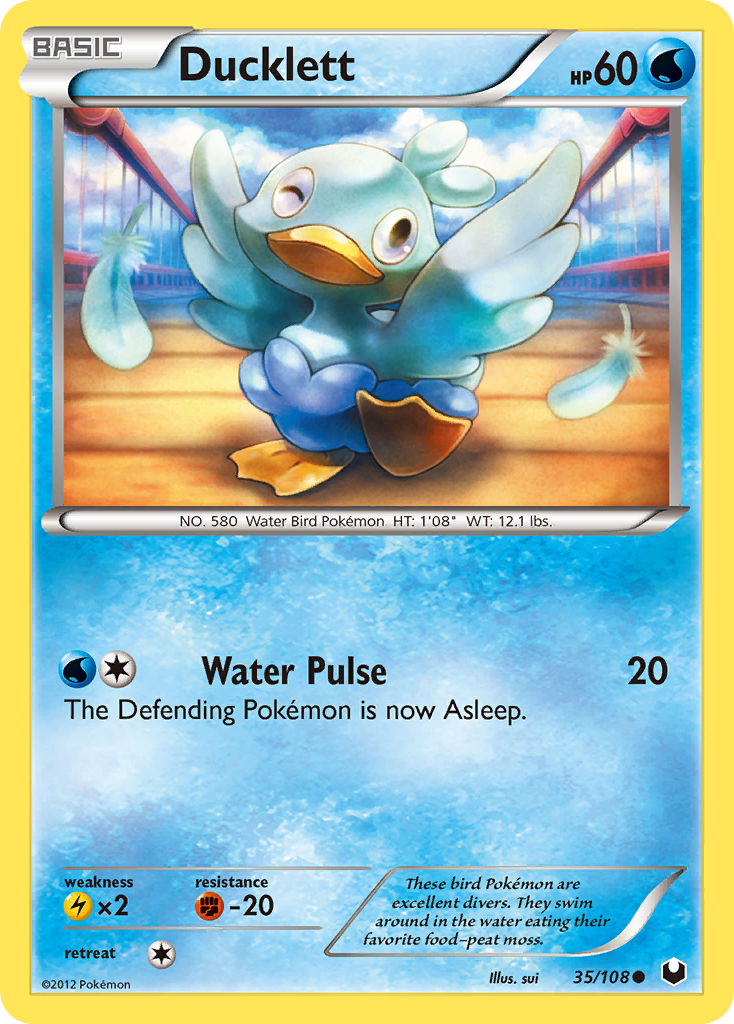 BASIC
Ducklett
HP60
NO. 580 Water Bird Pokémon HT: 1'08" WT: 12.1 lbs.
Water Pulse 20
The Defending Pokémon is now Asleep.
weakness resistance
×2 -20
retreat
These bird Pokémon are
excellent divers. They swim
around in the water eating their
favorite food–peat moss.
©2012 Pokémon
Illus. sui 35/108